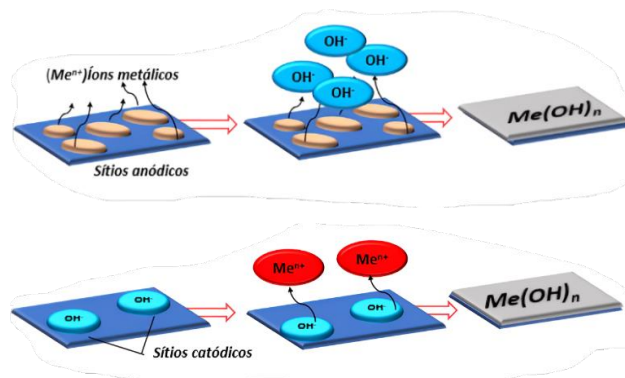 (Meⁿ⁺)Íons metálicos
OH⁻
OH⁻
OH⁻
OH⁻
Me(OH)ₙ
Sítios anódicos
Meⁿ⁺
Meⁿ⁺
OH⁻
OH⁻
OH⁻
OH⁻
Me(OH)ₙ
Sítios catódicos